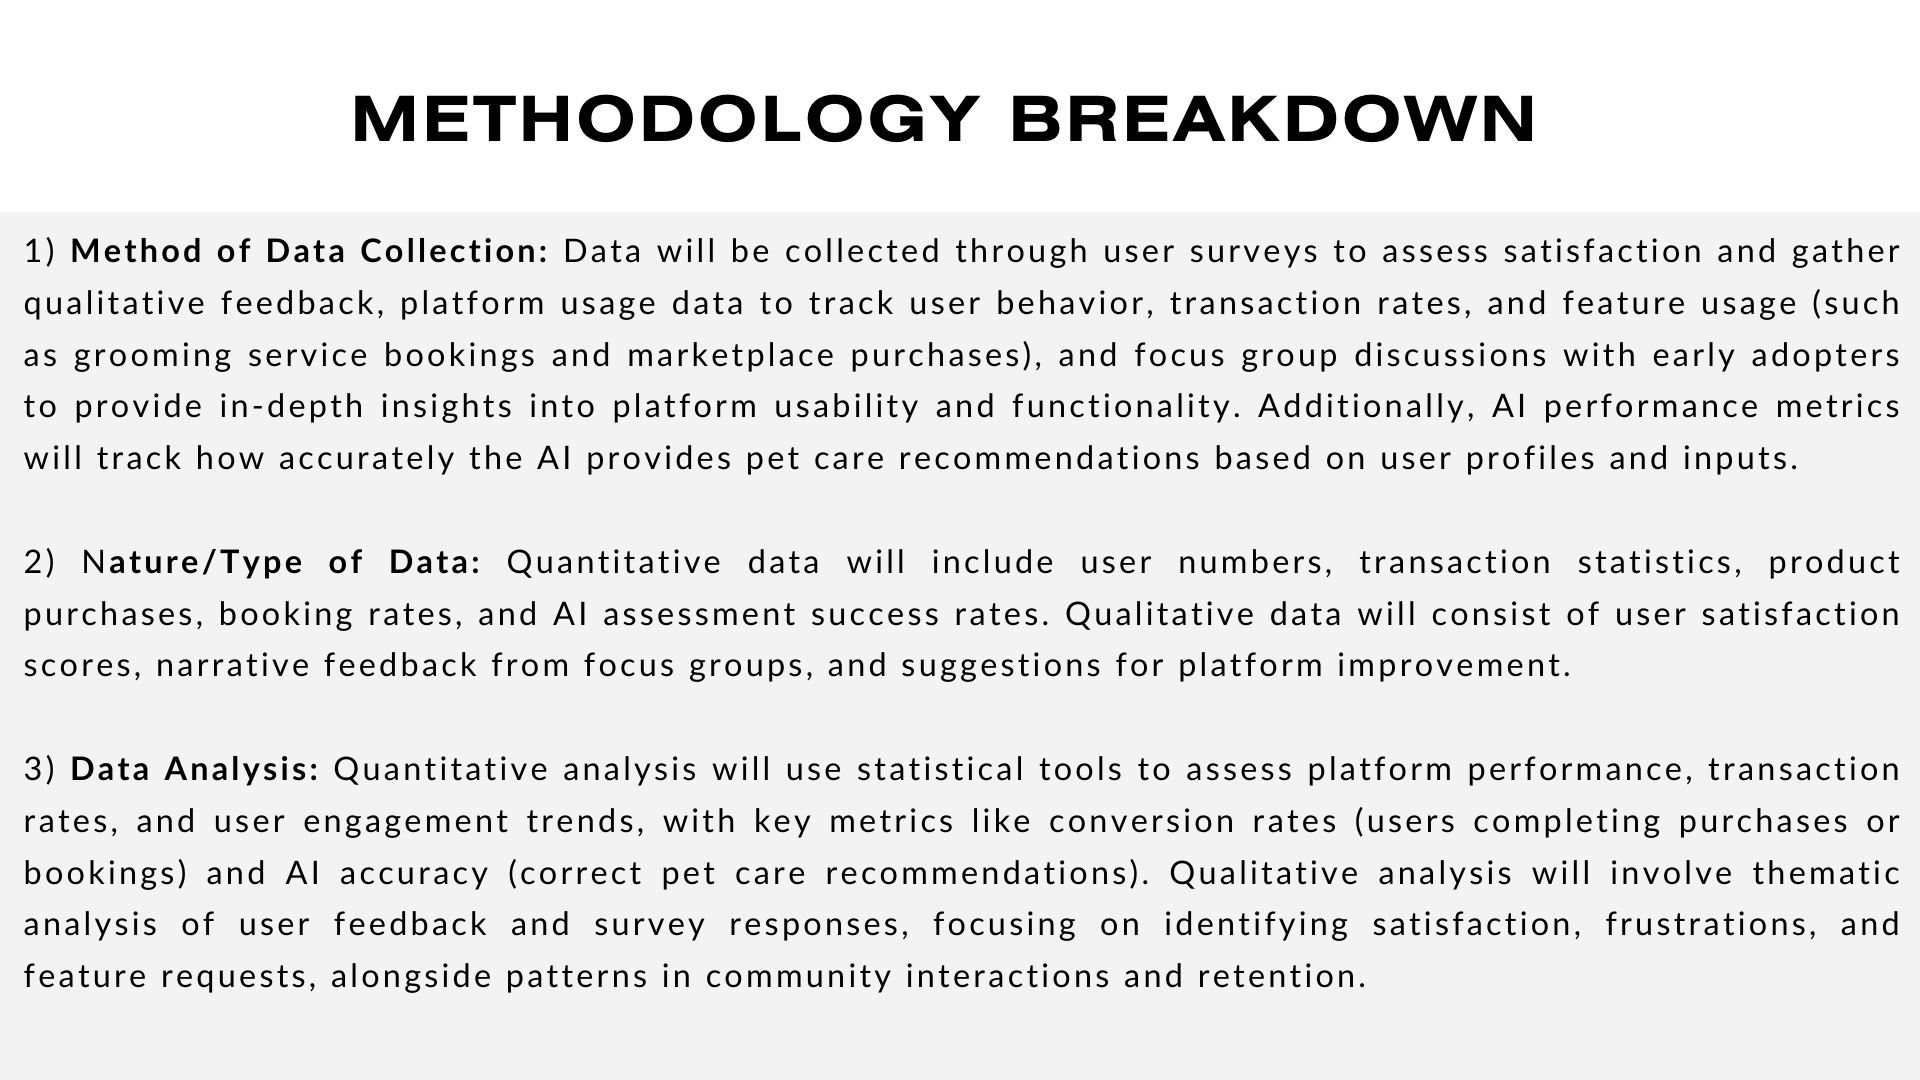 METHODOLOGY BREAKDOWN
1) Method of Data Collection: Data will be collected through user surveys to assess satisfaction and gather
qualitative feedback, platform usage data to track user behavior, transaction rates, and feature usage (such
as grooming service bookings and marketplace purchases), and focus group discussions with early adopters
to provide in-depth insights into platform usability and functionality. Additionally, AI performance metrics
will track how accurately the AI provides pet care recommendations based on user profiles and inputs.
2) Nature/Type of Data: Quantitative data will include user numbers, transaction statistics, product
purchases, booking rates, and AI assessment success rates. Qualitative data will consist of user satisfaction
scores, narrative feedback from focus groups, and suggestions for platform improvement.
3) Data Analysis: Quantitative analysis will use statistical tools to assess platform performance, transaction
rates, and user engagement trends, with key metrics like conversion rates (users completing purchases or
bookings) and AI accuracy (correct pet care recommendations). Qualitative analysis will involve thematic
analysis of user feedback and survey responses, focusing on identifying satisfaction, frustrations, and
feature requests, alongside patterns in community interactions and retention.